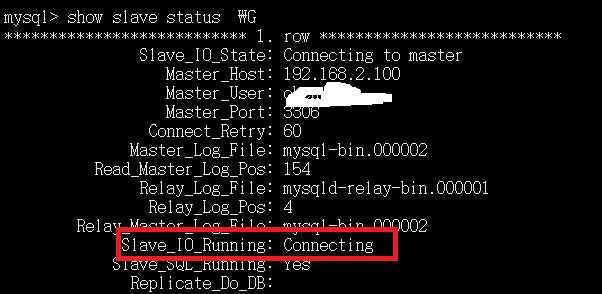 mysql> show slave status ₩G
*************************** 1. row ***************************
Slave_IO_State: Connecting to master
Master_Host: 192.168.2.100
Master_User:
Master_Port: 3306
Connect_Retry: 60
Master_Log_File: mysql-bin.000002
Read_Master_Log_Pos: 154
Relay_Log_File: mysqld-relay-bin.000001
Relay_Log_Pos: 4
Relay_Master_Log_File: mysql-bin.000002
Slave_IO_Running: Connecting
Slave_SQL_Running: Yes
Replicate_Do_DB: